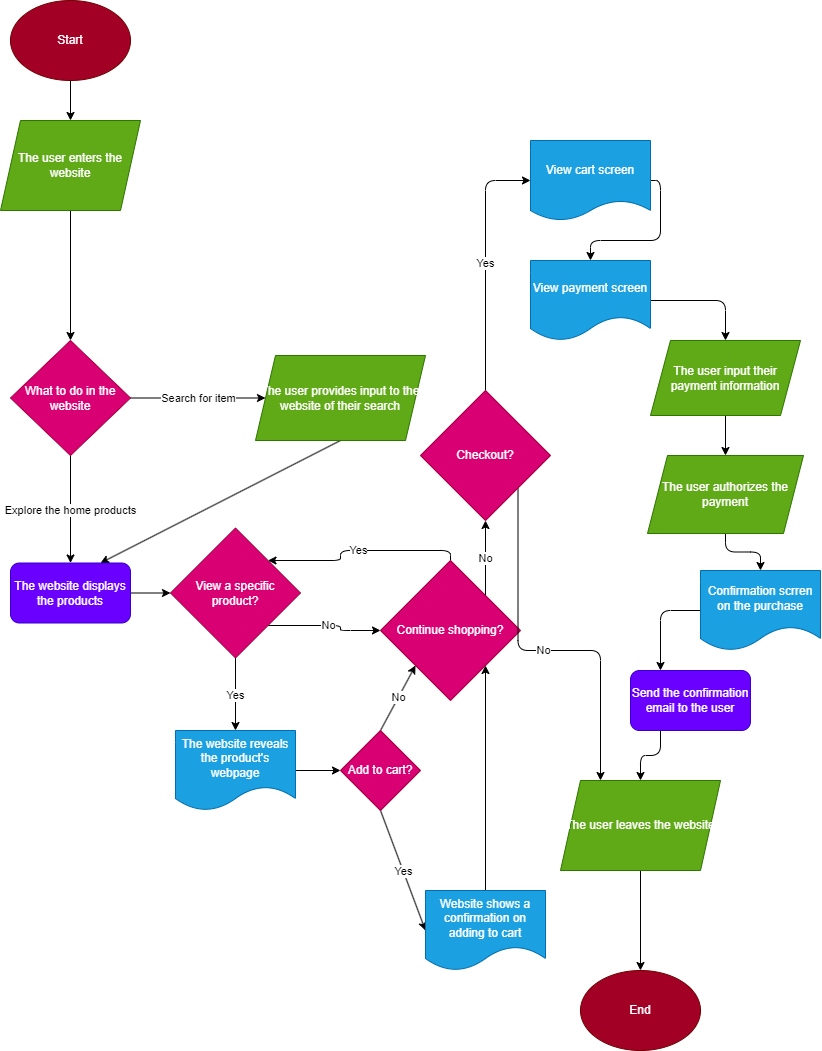 Start
The user enters the
website
What to do in the
website
Search for item
The user provides input to the
website of their search
Explore the home products
The website displays
the products
View a specific
product?
Yes
No
Continue shopping?
Yes
The website reveals
the product's
webpage
Add to cart?
No
Yes
Website shows a
confirmation on
adding to cart
No
Checkout?
Yes
No
View cart screen
View payment screen
The user input their
payment information
The user authorizes the
payment
Confirmation scrren
on the purchase
Send the confirmation
email to the user
The user leaves the website
End